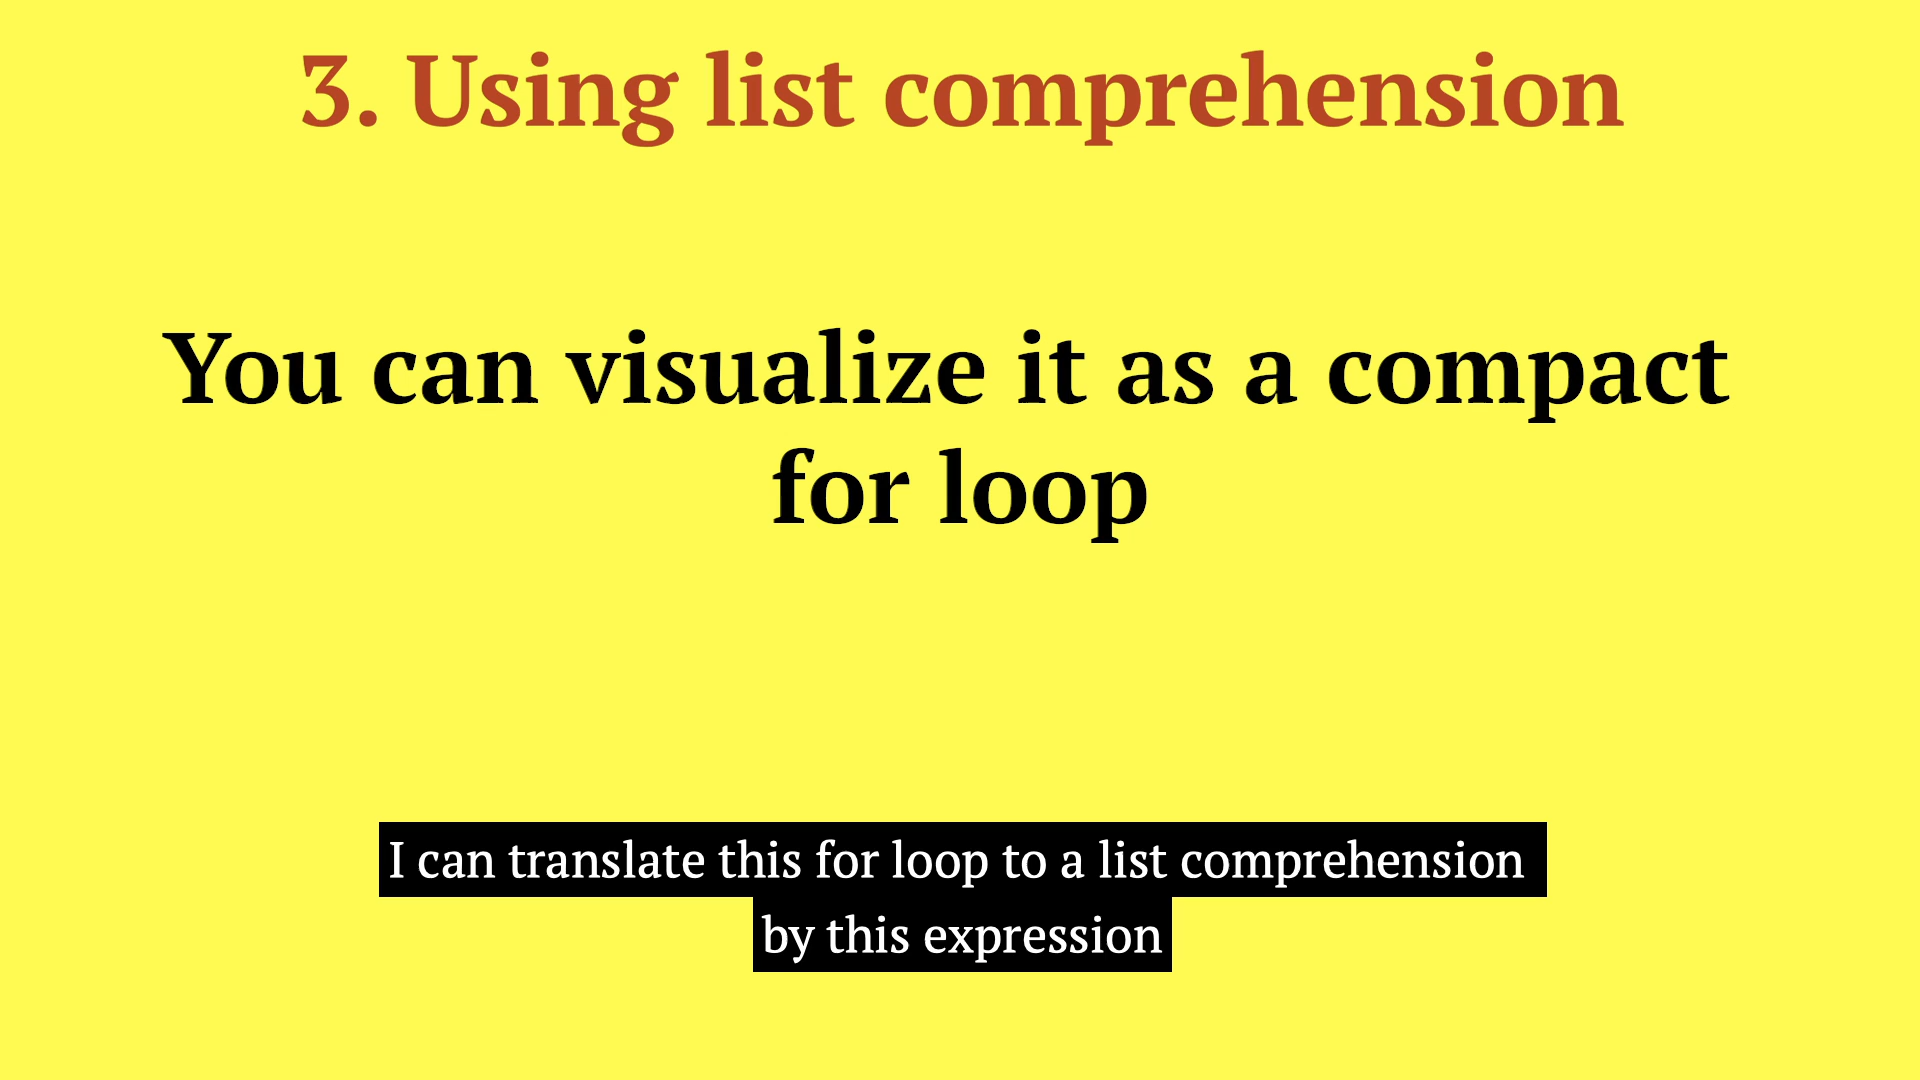 3. Using list comprehension
You can visualize it as a compact
for loop
I can translate this for loop to a list comprehension
by this expression